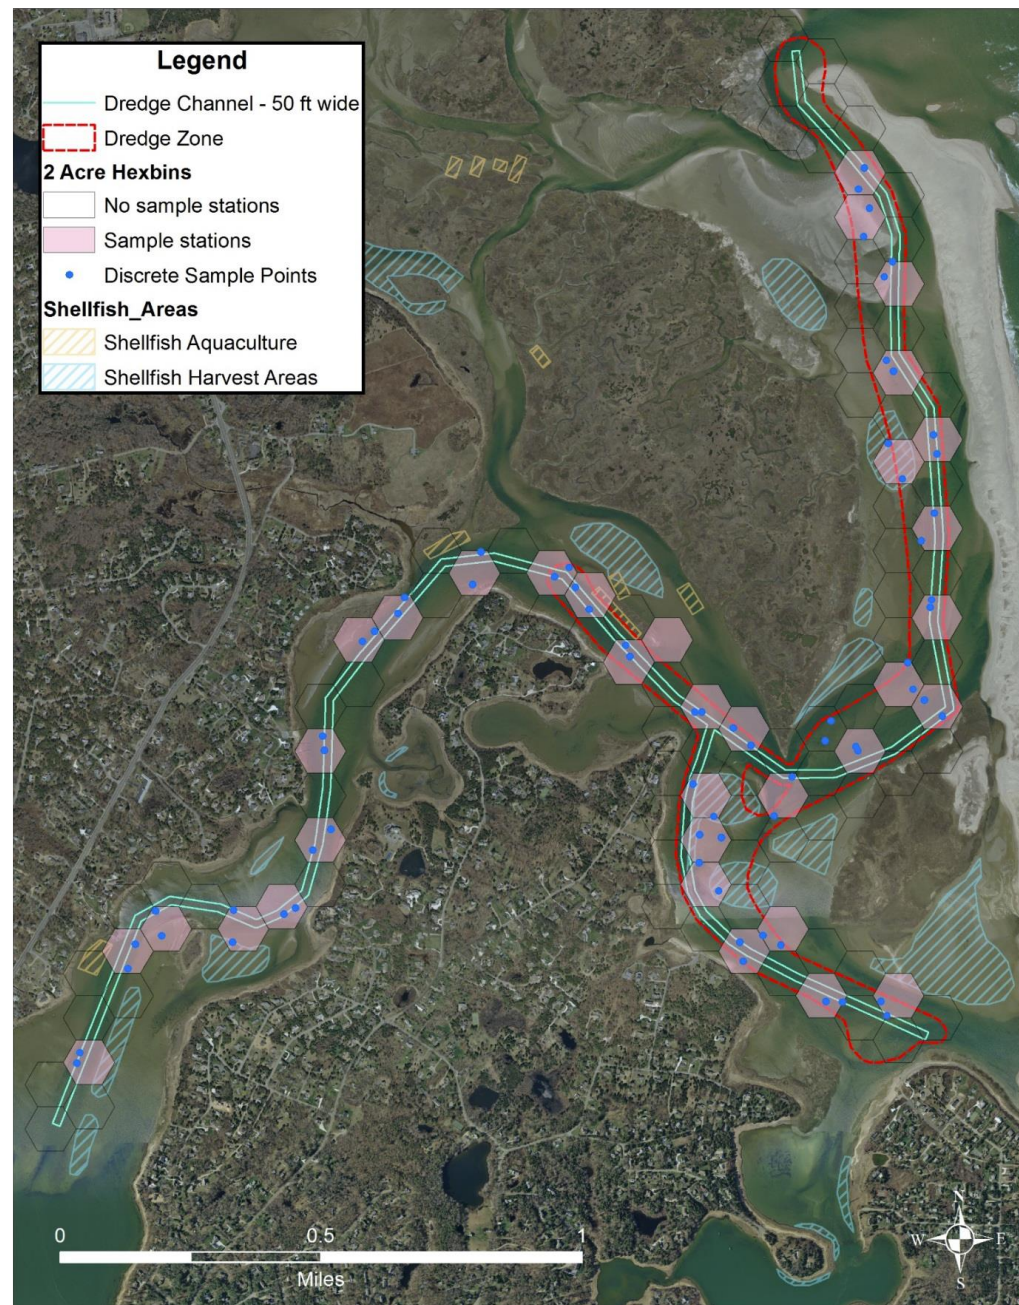 Legend
Dredge Channel - 50 ft wide
Dredge Zone
2 Acre Hexbins
No sample stations
Sample stations
Discrete Sample Points
Shellfish_Areas
Shellfish Aquaculture
Shellfish Harvest Areas
N
W E
S
0 0.5 1
Miles